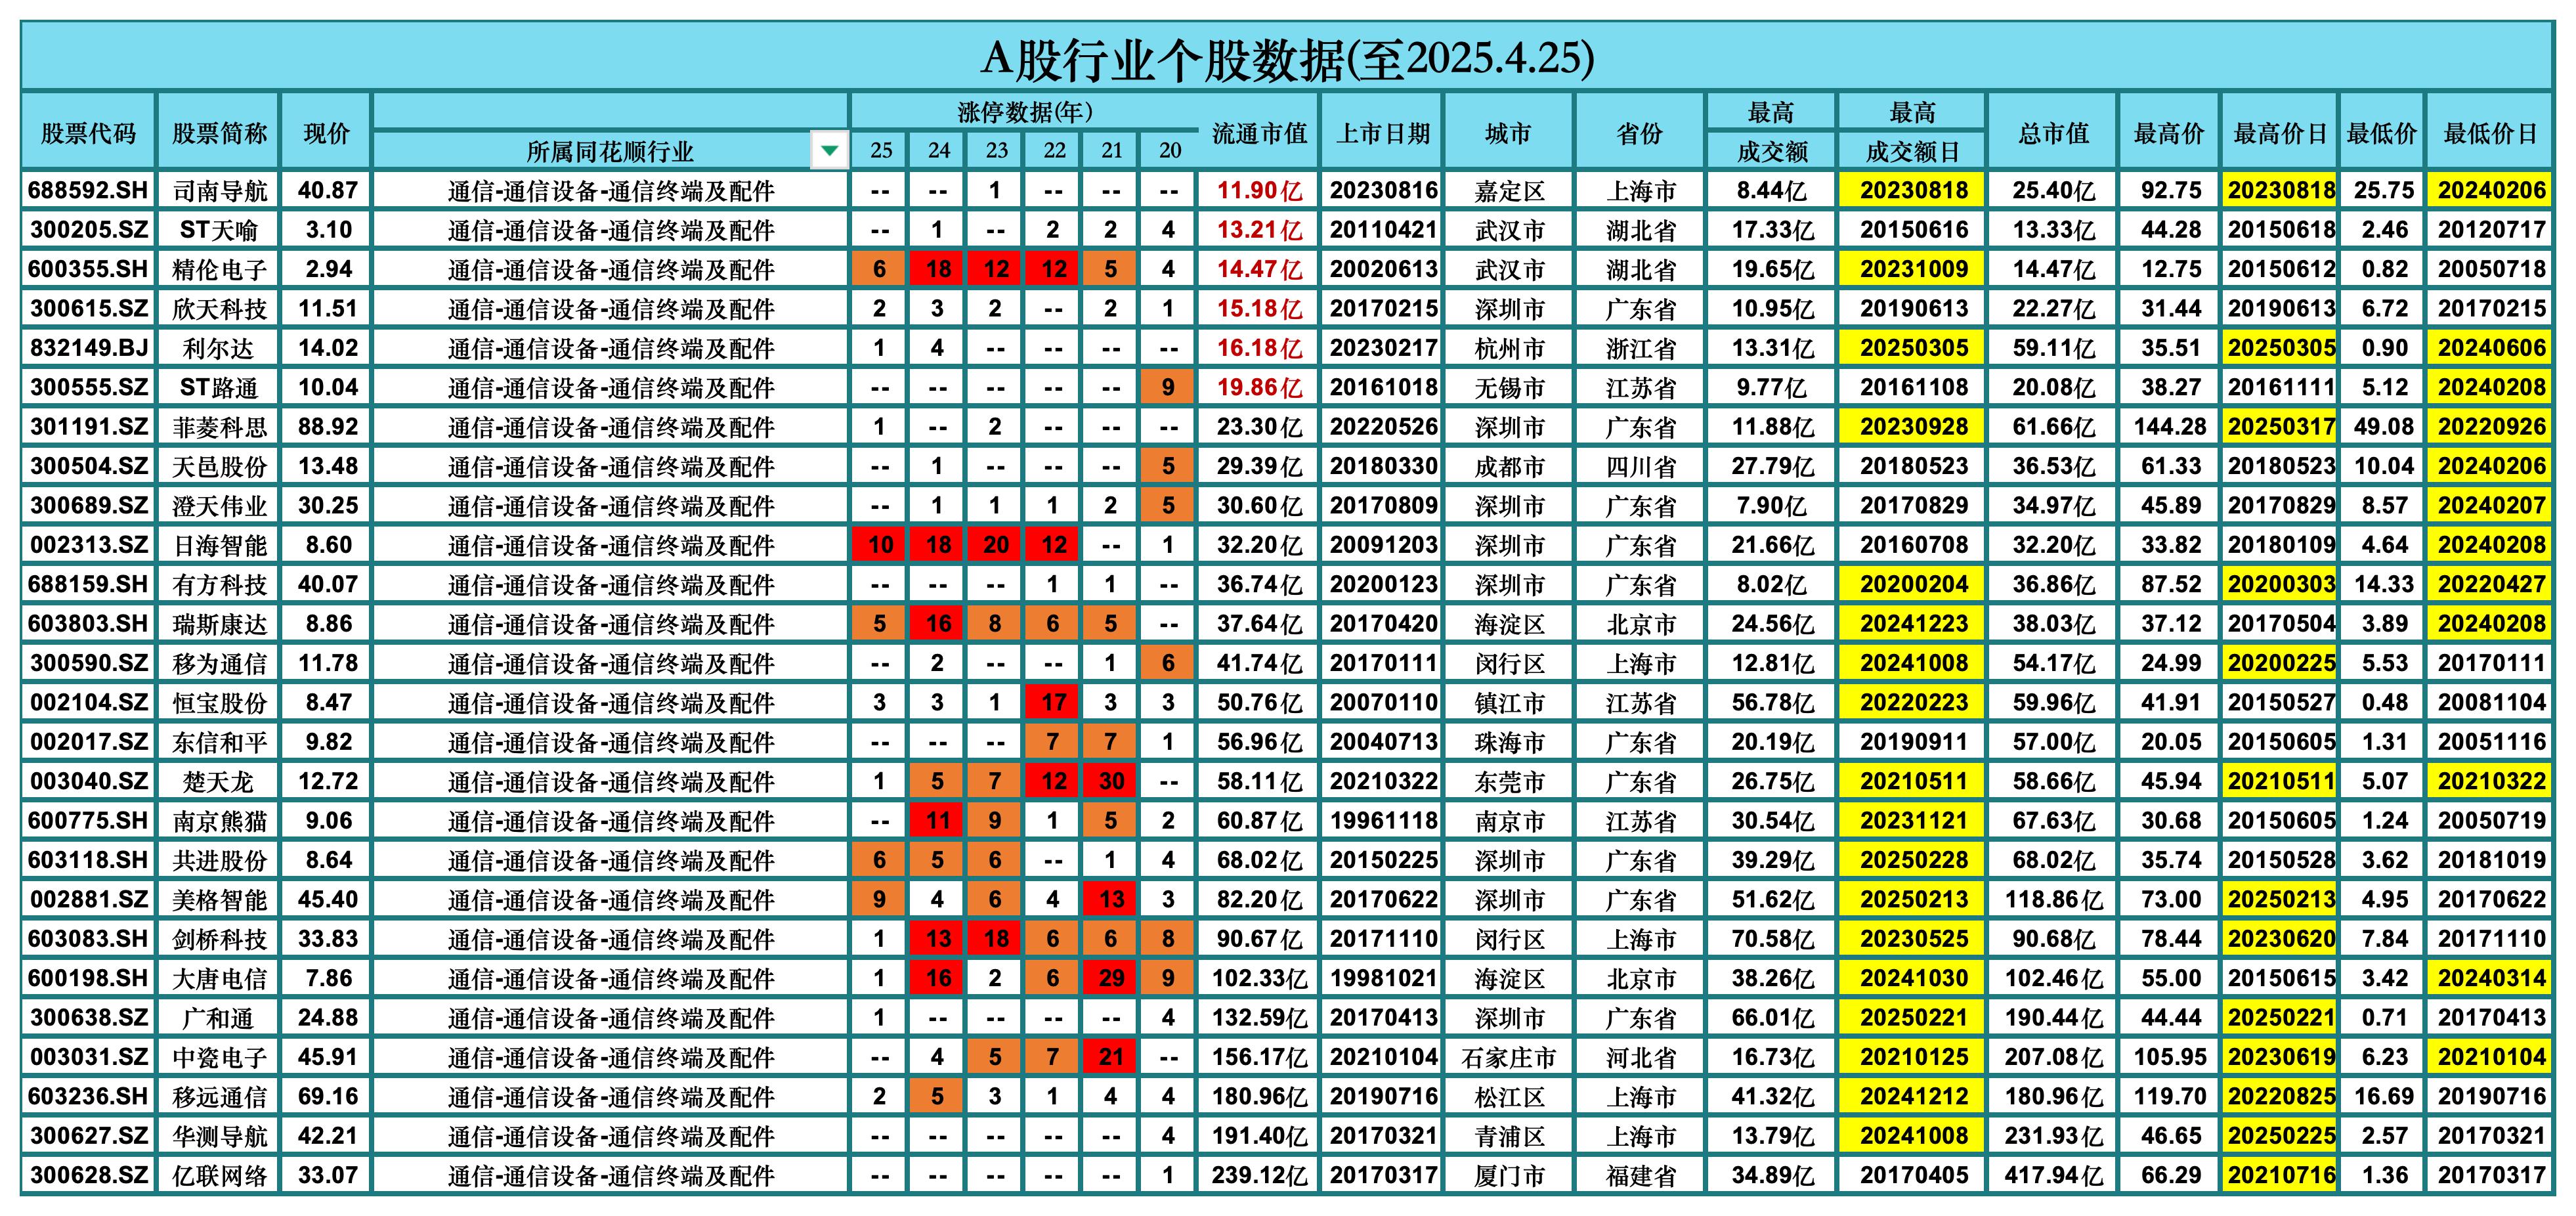 A股行业个股数据(至2025.4.25)
股票代码 股票简称 现价 所属同花顺行业 涨停数据(年) 流通市值 上市日期 城市 省份 最高 最高 总市值 最高价 最高价日 最低价 最低价日
25 24 23 22 21 20 成交额 成交额日
688592.SH 司南导航 40.87 通信-通信设备-通信终端及配件 -- -- 1 -- -- -- 11.90亿 20230816 嘉定区 上海市 8.44亿 20230818 25.40亿 92.75 20230818 25.75 20240206
300205.SZ ST天喻 3.10 通信-通信设备-通信终端及配件 -- 1 -- 2 2 4 13.21亿 20110421 武汉市 湖北省 17.33亿 20150616 13.33亿 44.28 20150618 2.46 20120717
600355.SH 精伦电子 2.94 通信-通信设备-通信终端及配件 6 18 12 12 5 4 14.47亿 20020613 武汉市 湖北省 19.65亿 20231009 14.47亿 12.75 20150612 0.82 20050718
300615.SZ 欣天科技 11.51 通信-通信设备-通信终端及配件 2 3 2 -- 2 1 15.18亿 20170215 深圳市 广东省 10.95亿 20190613 22.27亿 31.44 20190613 6.72 20170215
832149.BJ 利尔达 14.02 通信-通信设备-通信终端及配件 1 4 -- -- -- -- 16.18亿 20230217 杭州市 浙江省 13.31亿 20250305 59.11亿 35.51 20250305 0.90 20240606
300555.SZ ST路通 10.04 通信-通信设备-通信终端及配件 -- -- -- -- -- 9 19.86亿 20161018 无锡市 江苏省 9.77亿 20161108 20.08亿 38.27 20161111 5.12 20240208
301191.SZ 菲菱科思 88.92 通信-通信设备-通信终端及配件 1 -- 2 -- -- -- 23.30亿 20220526 深圳市 广东省 11.88亿 20230928 61.66亿 144.28 20250317 49.08 20220926
300504.SZ 天邑股份 13.48 通信-通信设备-通信终端及配件 -- 1 -- -- -- 5 29.39亿 20180330 成都市 四川省 27.79亿 20180523 36.53亿 61.33 20180523 10.04 20240206
300689.SZ 澄天伟业 30.25 通信-通信设备-通信终端及配件 -- 1 1 1 2 5 30.60亿 20170809 深圳市 广东省 7.90亿 20170829 34.97亿 45.89 20170829 8.57 20240207
002313.SZ 日海智能 8.60 通信-通信设备-通信终端及配件 10 18 20 12 -- 1 32.20亿 20091203 深圳市 广东省 21.66亿 20160708 32.20亿 33.82 20180109 4.64 20240208
688159.SH 有方科技 40.07 通信-通信设备-通信终端及配件 -- -- -- 1 1 -- 36.74亿 20200123 深圳市 广东省 8.02亿 20200204 36.86亿 87.52 20200303 14.33 20220427
603803.SH 瑞斯康达 8.86 通信-通信设备-通信终端及配件 5 16 8 6 5 -- 37.64亿 20170420 海淀区 北京市 24.56亿 20241223 38.03亿 37.12 20170504 3.89 20240208
300590.SZ 移为通信 11.78 通信-通信设备-通信终端及配件 -- 2 -- -- 1 6 41.74亿 20170111 闵行区 上海市 12.81亿 20241008 54.17亿 24.99 20200225 5.53 20170111
002104.SZ 恒宝股份 8.47 通信-通信设备-通信终端及配件 3 3 1 17 3 3 50.76亿 20070110 镇江市 江苏省 56.78亿 20220223 59.96亿 41.91 20150527 0.48 20081104
002017.SZ 东信和平 9.82 通信-通信设备-通信终端及配件 -- -- -- 7 7 1 56.96亿 20040713 珠海市 广东省 20.19亿 20190911 57.00亿 20.05 20150605 1.31 20051116
003040.SZ 楚天龙 12.72 通信-通信设备-通信终端及配件 1 5 7 12 30 -- 58.11亿 20210322 东莞市 广东省 26.75亿 20210511 58.66亿 45.94 20210511 5.07 20210322
600775.SH 南京熊猫 9.06 通信-通信设备-通信终端及配件 -- 11 9 1 5 2 60.87亿 19961118 南京市 江苏省 30.54亿 20231121 67.63亿 30.68 20150605 1.24 20050719
603118.SH 共进股份 8.64 通信-通信设备-通信终端及配件 6 5 6 -- 1 4 68.02亿 20150225 深圳市 广东省 39.29亿 20250228 68.02亿 35.74 20150528 3.62 20181019
002881.SZ 美格智能 45.40 通信-通信设备-通信终端及配件 9 4 6 4 13 3 82.20亿 20170622 深圳市 广东省 51.62亿 20250213 118.86亿 73.00 20250213 4.95 20170622
603083.SH 剑桥科技 33.83 通信-通信设备-通信终端及配件 1 13 18 6 6 8 90.67亿 20171110 闵行区 上海市 70.58亿 20230525 90.68亿 78.44 20230620 7.84 20171110
600198.SH 大唐电信 7.86 通信-通信设备-通信终端及配件 1 16 2 6 29 9 102.33亿 19981021 海淀区 北京市 38.26亿 20241030 102.46亿 55.00 20150615 3.42 20240314
300638.SZ 广和通 24.88 通信-通信设备-通信终端及配件 1 -- -- -- -- 4 132.59亿 20170413 深圳市 广东省 66.01亿 20250221 190.44亿 44.44 20250221 0.71 20170413
003031.SZ 中瓷电子 45.91 通信-通信设备-通信终端及配件 -- 4 5 7 21 -- 156.17亿 20210104 石家庄市 河北省 16.73亿 20210125 207.08亿 105.95 20230619 6.23 20210104
603236.SH 移远通信 69.16 通信-通信设备-通信终端及配件 2 5 3 1 4 4 180.96亿 20190716 松江区 上海市 41.32亿 20241212 180.96亿 119.70 20220825 16.69 20190716
300627.SZ 华测导航 42.21 通信-通信设备-通信终端及配件 -- -- -- -- -- 4 191.40亿 20170321 青浦区 上海市 13.79亿 20241008 231.93亿 46.65 20250225 2.57 20170321
300628.SZ 亿联网络 33.07 通信-通信设备-通信终端及配件 -- -- -- -- -- 1 239.12亿 20170317 厦门市 福建省 34.89亿 20170405 417.94亿 66.29 20210716 1.36 20170317